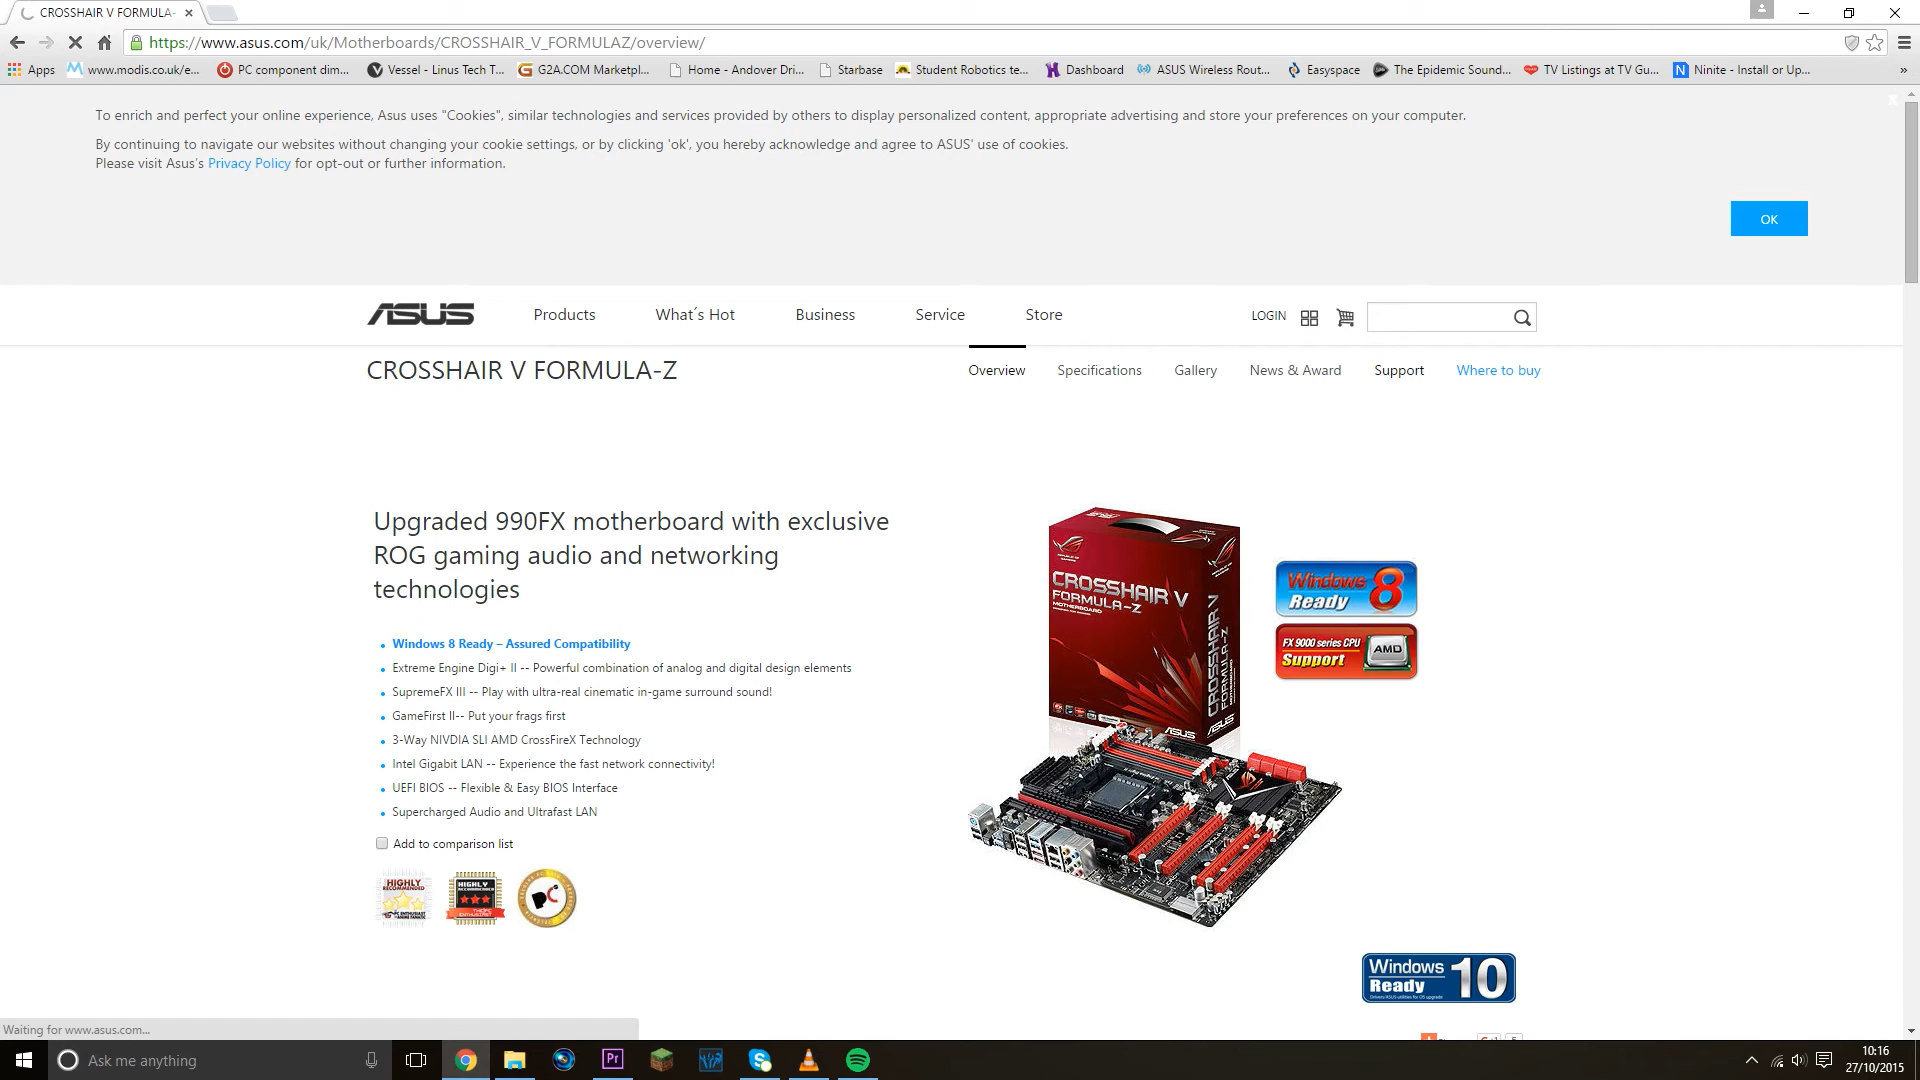 CROSSHAIR V FORMULA-
https://www.asus.com/uk/Motherboards/CROSSHAIR_V_FORMULAZ/overview/
Apps www.modis.co.uk/e... PC component dim... Vessel - Linus Tech T... G2A.COM Marketpl... Home - Andover Dri... Starbase Student Robotics te... Dashboard ASUS Wireless Rout... Easyspace The Epidemic Sound... TV Listings at TV Gu... Ninite - Install or Up... »
To enrich and perfect your online experience, Asus uses "Cookies", similar technologies and services provided by others to display personalized content, appropriate advertising and store your preferences on your computer.
By continuing to navigate our websites without changing your cookie settings, or by clicking 'ok', you hereby acknowledge and agree to ASUS' use of cookies.
Please visit Asus's Privacy Policy for opt-out or further information.
OK
ASUS Products What´s Hot Business Service Store LOGIN
CROSSHAIR V FORMULA-Z Overview Specifications Gallery News & Award Support Where to buy
Upgraded 990FX motherboard with exclusive
ROG gaming audio and networking
technologies
Windows 8 Ready – Assured Compatibility
Extreme Engine Digi+ II -- Powerful combination of analog and digital design elements
SupremeFX III -- Play with ultra-real cinematic in-game surround sound!
GameFirst II-- Put your frags first
3-Way NIVDIA SLI AMD CrossFireX Technology
Intel Gigabit LAN -- Experience the fast network connectivity!
UEFI BIOS -- Flexible & Easy BIOS Interface
Supercharged Audio and Ultrafast LAN
Add to comparison list
HIGHLY
RECOMMENDED
HIGHLY
CROSSHAIR V
FORMULA-Z
MOTHERBOARD
CROSSHAIR V
FORMULA-Z
ASUS
ASUS
Windows 8
Ready
FX 9000 series CPU
Support
AMD
Windows 10
Ready
Waiting for www.asus.com...
Ask me anything
Pr
10:16
27/10/2015